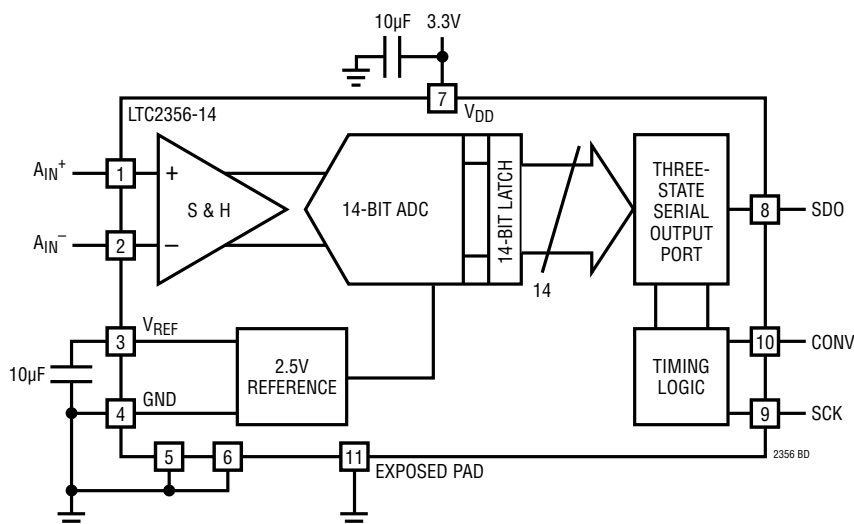 10µF 3.3V
7
LTC2356-14
VDD
AIN+ 1 +
S & H
14-BIT ADC
14-BIT LATCH
14
THREE-
STATE
SERIAL
OUTPUT
PORT
8 SDO
AIN– 2 –
3 VREF
10µF
4 GND
2.5V
REFERENCE
TIMING
LOGIC
10 CONV
9 SCK
5 6 11 EXPOSED PAD
2356 BD